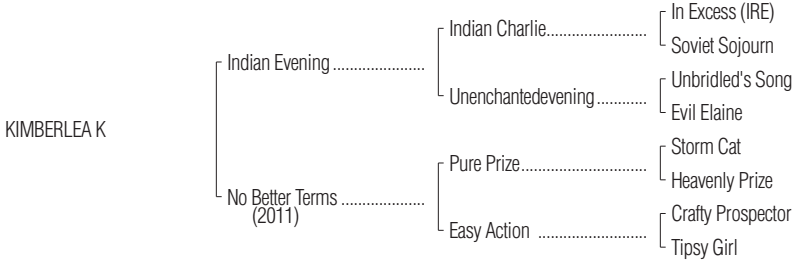 In Excess (IRE)
Indian Charlie..........................
Soviet Sojourn
Indian Evening ......................
Unbridled's Song
Unenchantedevening............
Evil Elaine
KIMBERLEA K
Storm Cat
Pure Prize..............................
Heavenly Prize
No Better Terms ....................
(2011)
Crafty Prospector
Easy Action ..........................
Tipsy Girl